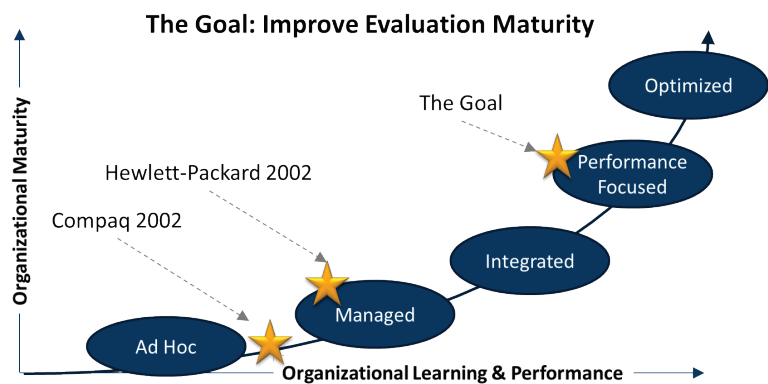 The Goal: Improve Evaluation Maturity
Optimized
The Goal
Performance
Focused
Hewlett-Packard 2002
Compaq 2002
Organizational Maturity
Integrated
Managed
Ad Hoc
Organizational Learning & Performance